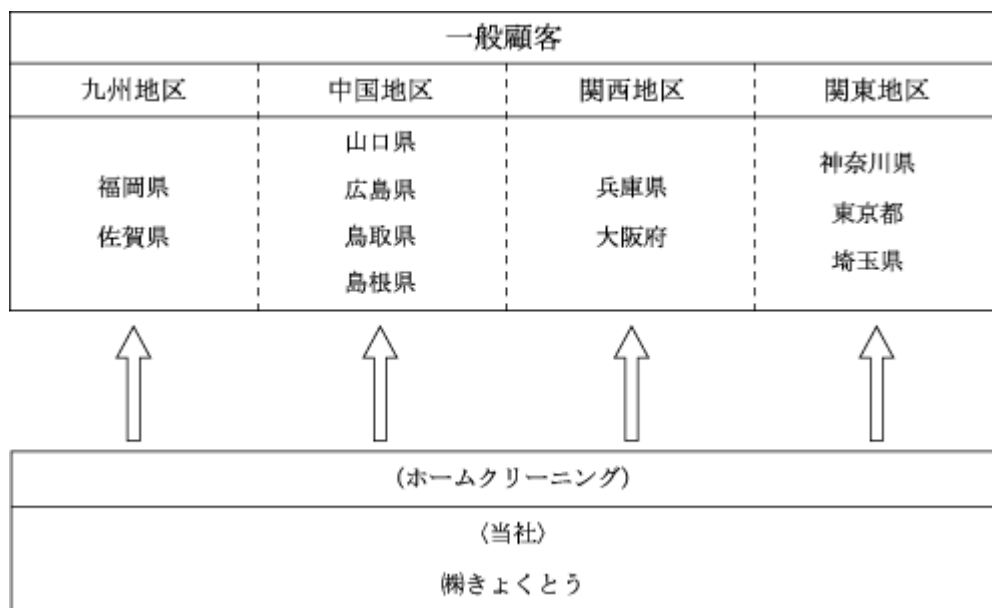 一般顧客
九州地区
中国地区
関西地区
関東地区
福岡県
佐賀県
山口県
広島県
鳥取県
島根県
兵庫県
大阪府
神奈川県
東京都
埼玉県
(ホームクリーニング)
〈当社〉
㈱きょくとう